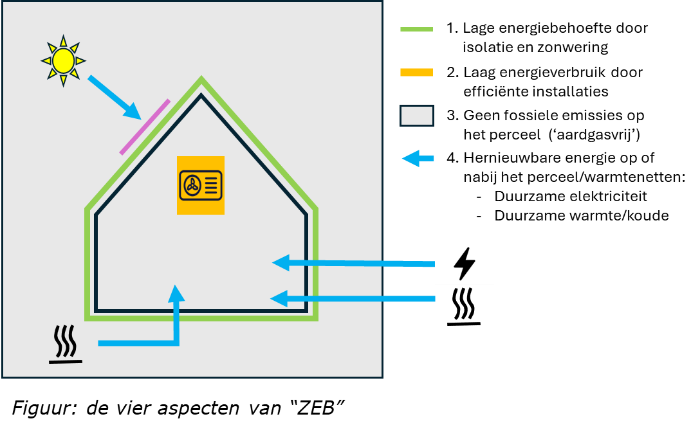 1. Lage energiebehoefte door
isolatie en zonwering
2. Laag energieverbruik door
efficiënte installaties
3. Geen fossiele emissies op
het perceel (‘aardgasvrij’)
4. Hernieuwbare energie op of
nabij het perceel/warmtenetten:
- Duurzame elektriciteit
- Duurzame warmte/koude
Figuur: de vier aspecten van “ZEB”